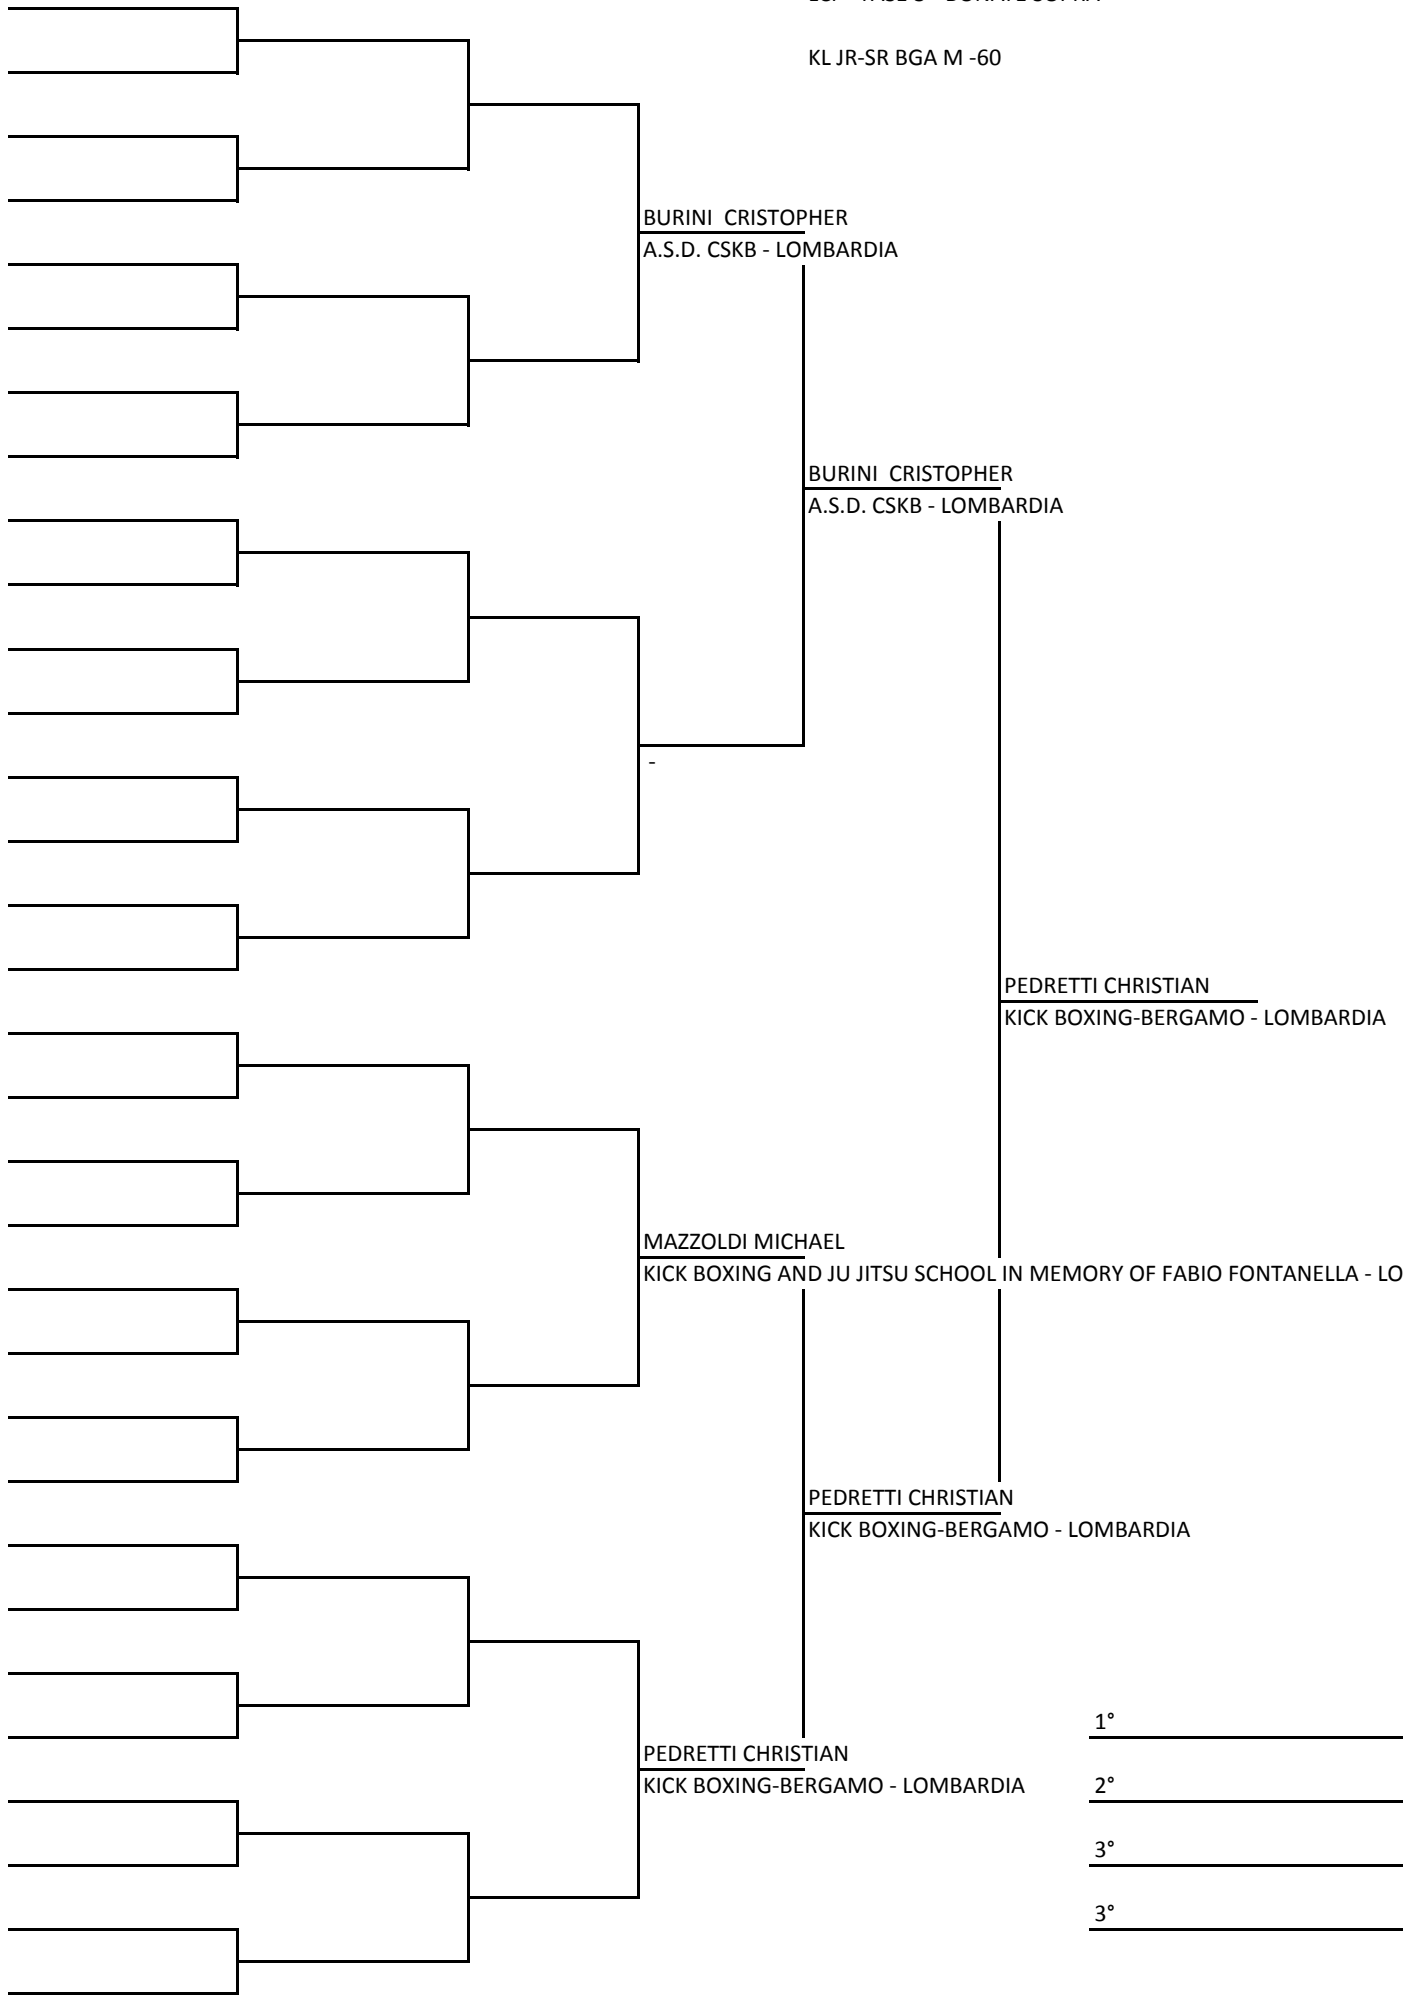 KL JR-SR BGA M -60
BURINI  CRISTOPHER
A.S.D. CSKB - LOMBARDIA
BURINI  CRISTOPHER
A.S.D. CSKB - LOMBARDIA
-
PEDRETTI CHRISTIAN
KICK BOXING-BERGAMO - LOMBARDIA
MAZZOLDI MICHAEL
KICK BOXING AND JU JITSU SCHOOL IN MEMORY OF FABIO FONTANELLA - LO
PEDRETTI CHRISTIAN
KICK BOXING-BERGAMO - LOMBARDIA
1°
PEDRETTI CHRISTIAN
KICK BOXING-BERGAMO - LOMBARDIA
2°
3°
3°